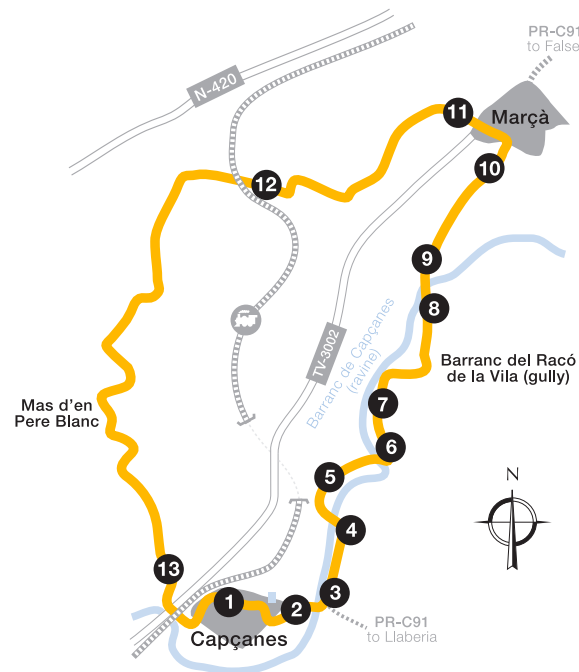 PR-C91
to Falset
N-420
11
Marçà
10
12
9
8
TV-3002
Barranc de Capçanes
(ravine)
Barranc del Racó
de la Vila (gully)
Mas d'en
Pere Blanc
7
6
5
N
4
13
3
1
2
Capçanes
PR-C91
to Llaberia